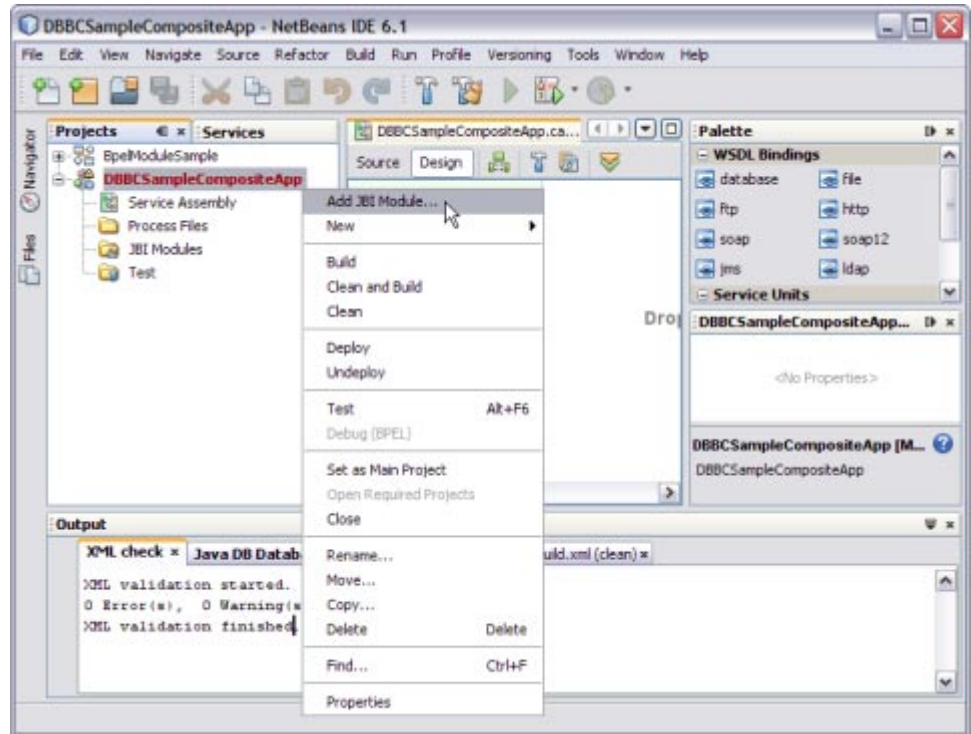 DBBCSampleCompositeApp - NetBeans IDE 6.1
File Edit View Navigate Source Refactor Build Run Profile Versioning Tools Window Help
Navigator
Files
Projects Services
BpelModuleSample
DBBCSampleCompositeApp
Service Assembly
Process Files
JBI Modules
Test
DBBCSampleCompositeApp.ca...
Source Design
Drop
Add JBI Module...
New
Build
Clean and Build
Clean
Deploy
Undeploy
Test Alt+F6
Debug (BPEL)
Set as Main Project
Open Required Projects
Close
Rename...
Move...
Copy...
Delete Delete
Find... Ctrl+F
Properties
Palette
WSDL Bindings
database file
ftp http
soap soap12
jms ldap
Service Units
DBBCSampleCompositeApp...
<No Properties>
DBBCSampleCompositeApp [M...
DBBCSampleCompositeApp
Output
XML check Java DB Datab uild.xml (clean)
XML validation started.
0 Error(s), 0 Warning(s
XML validation finished